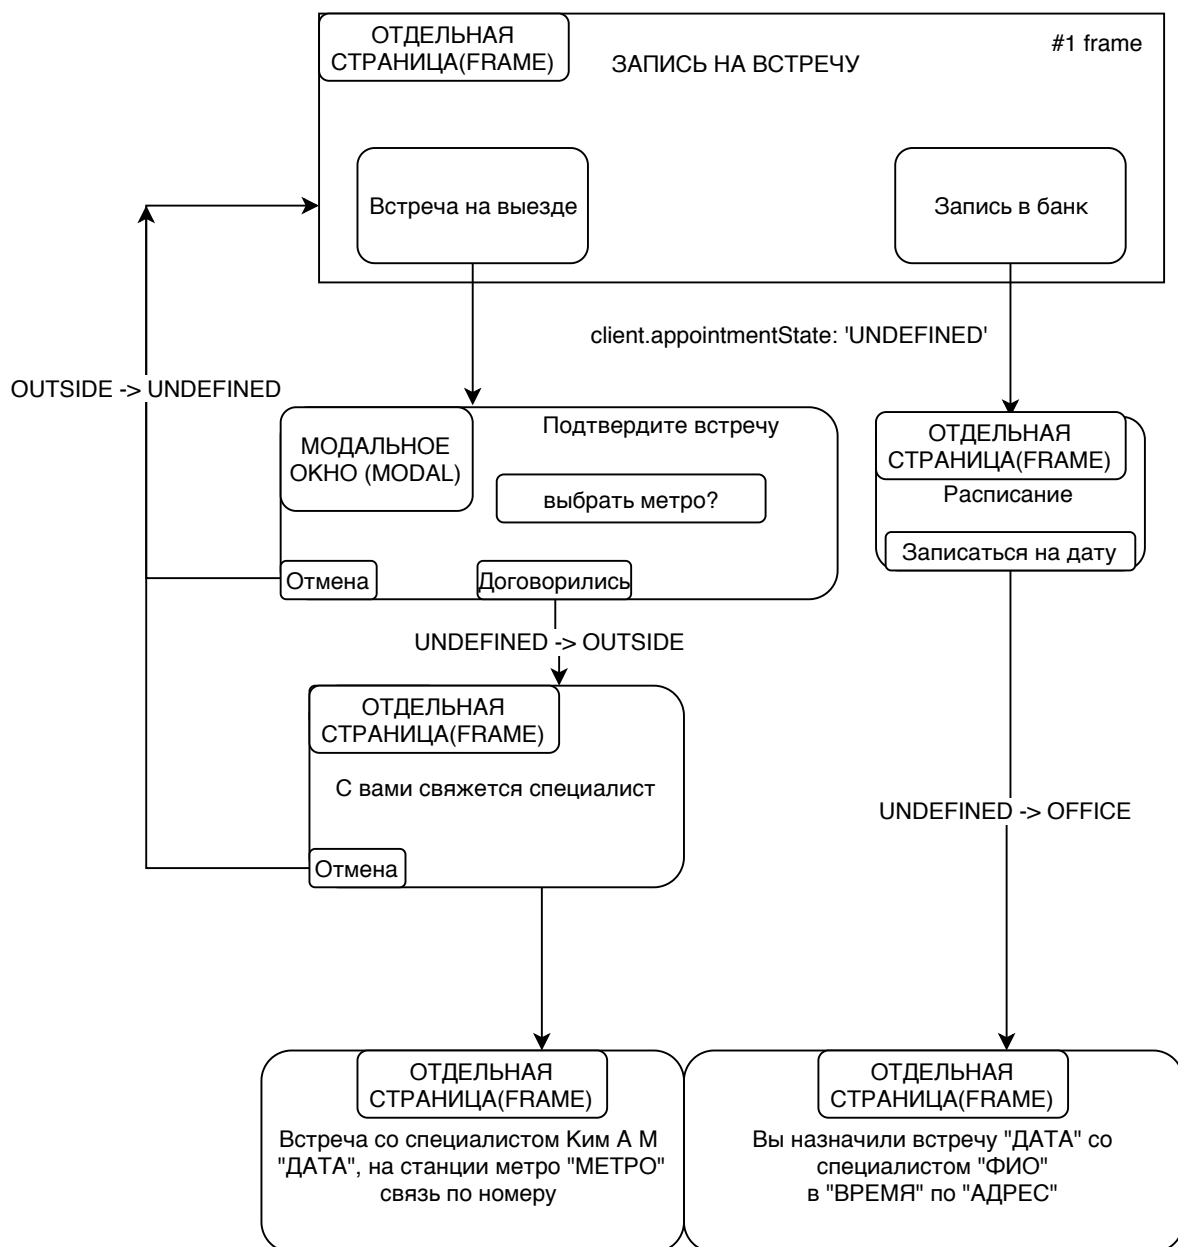 ОТДЕЛЬНАЯ
СТРАНИЦА(FRAME)
ЗАПИСЬ НА ВСТРЕЧУ
#1 frame
Встреча на выезде
Запись в банк
client.appointmentState: 'UNDEFINED'
OUTSIDE -> UNDEFINED
МОДАЛЬНОЕ
ОКНО (MODAL)
Подтвердите встречу
выбрать метро?
Отмена
Договорились
ОТДЕЛЬНАЯ
СТРАНИЦА(FRAME)
Расписание
Записаться на дату
UNDEFINED -> OUTSIDE
ОТДЕЛЬНАЯ
СТРАНИЦА(FRAME)
С вами свяжется специалист
Отмена
UNDEFINED -> OFFICE
ОТДЕЛЬНАЯ
СТРАНИЦА(FRAME)
Встреча со специалистом Ким А М
"ДАТА", на станции метро "МЕТРО"
связь по номеру
ОТДЕЛЬНАЯ
СТРАНИЦА(FRAME)
Вы назначили встречу "ДАТА" со
специалистом "ФИО"
в "ВРЕМЯ" по "АДРЕС"